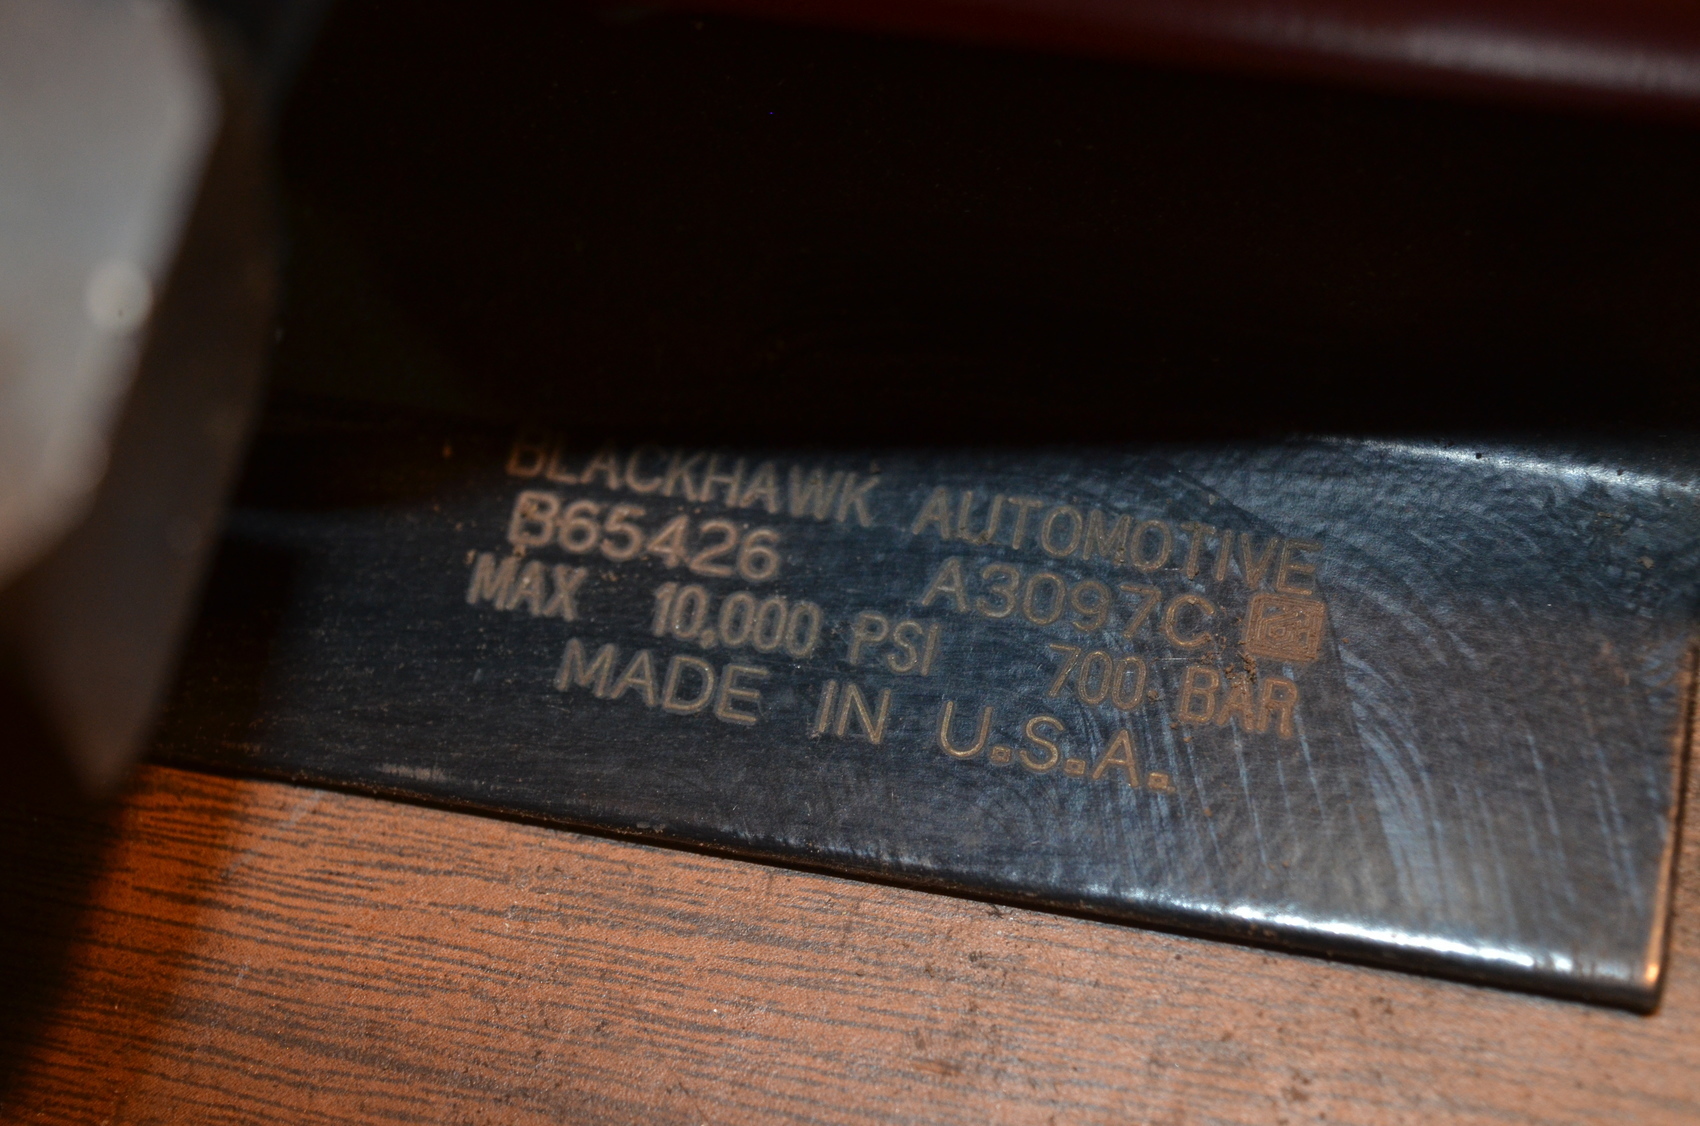 BLACKHAWK AUTOMOTIVE
B65426 A3097C
MAX 10,000 PSI 700 BAR
MADE IN U.S.A.